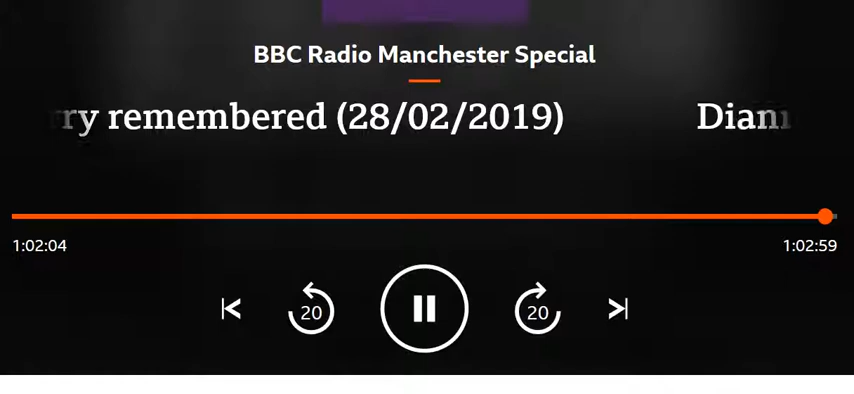 BBC Radio Manchester Special
remembered (28/02/2019)
1:02:04 1:02:59
20 20